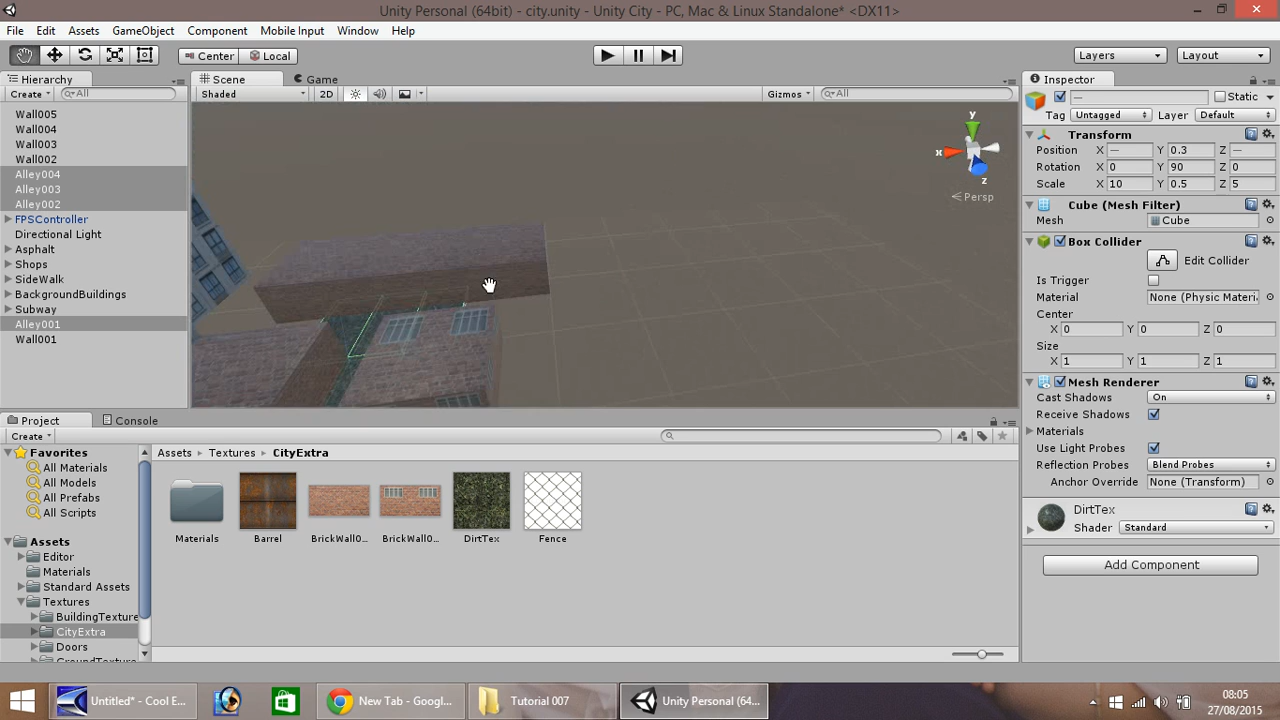 Unity Personal (64bit) - city.unity - Unity City - PC, Mac & Linux Standalone* <DX11>
File Edit Assets GameObject Component Mobile Input Window Help
Center Local Layers Layout
Hierarchy
Create All
Wall005
Wall004
Wall003
Wall002
Alley004
Alley003
Alley002
FPSController
Directional Light
Asphalt
Shops
SideWalk
BackgroundBuildings
Subway
Alley001
Wall001
Scene Game
Shaded 2D Gizmos All
y
x
z
Persp
Inspector
— Static
Tag Untagged Layer Default
Transform
Position X — Y 0.3 Z —
Rotation X 0 Y 90 Z 0
Scale X 10 Y 0.5 Z 5
Cube (Mesh Filter)
Mesh Cube
Box Collider
Edit Collider
Is Trigger
Material None (Physic Materi
Center
X 0 Y 0 Z 0
Size
X 1 Y 1 Z 1
Mesh Renderer
Cast Shadows On
Receive Shadows
Materials
Use Light Probes
Reflection Probes Blend Probes
Anchor Override None (Transform)
DirtTex
Shader Standard
Add Component
Project Console
Create
Favorites
All Materials
All Models
All Prefabs
All Scripts
Assets
Editor
Materials
Standard Assets
Textures
BuildingTexture
CityExtra
Doors
GroundTexture
Assets Textures CityExtra
Materials Barrel BrickWall0... BrickWall0... DirtTex Fence
Untitled* - Cool E... New Tab - Googl... Tutorial 007 Unity Personal (64...
08:05
27/08/2015